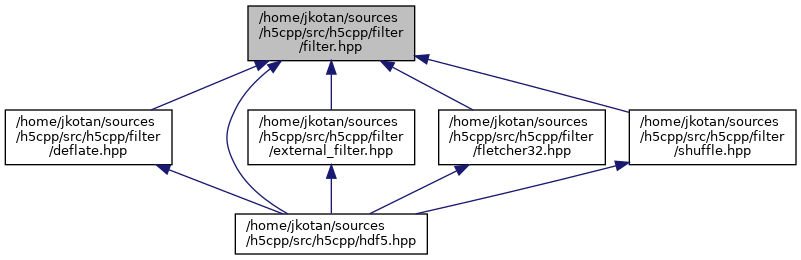 /home/jkotan/sources
/h5cpp/src/h5cpp/filter
/filter.hpp
/home/jkotan/sources
/h5cpp/src/h5cpp/filter
/deflate.hpp
/home/jkotan/sources
/h5cpp/src/h5cpp/filter
/external_filter.hpp
/home/jkotan/sources
/h5cpp/src/h5cpp/filter
/fletcher32.hpp
/home/jkotan/sources
/h5cpp/src/h5cpp/filter
/shuffle.hpp
/home/jkotan/sources
/h5cpp/src/h5cpp/hdf5.hpp